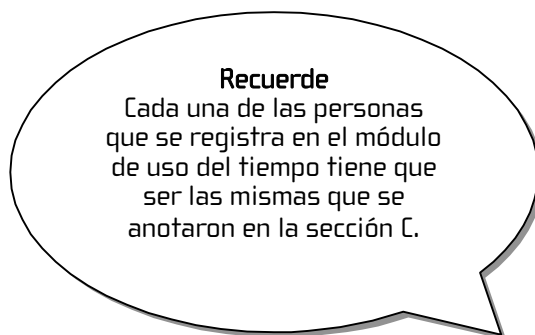 Recuerde
Cada una de las personas
que se registra en el módulo
de uso del tiempo tiene que
ser las mismas que se
anotaron en la sección C.